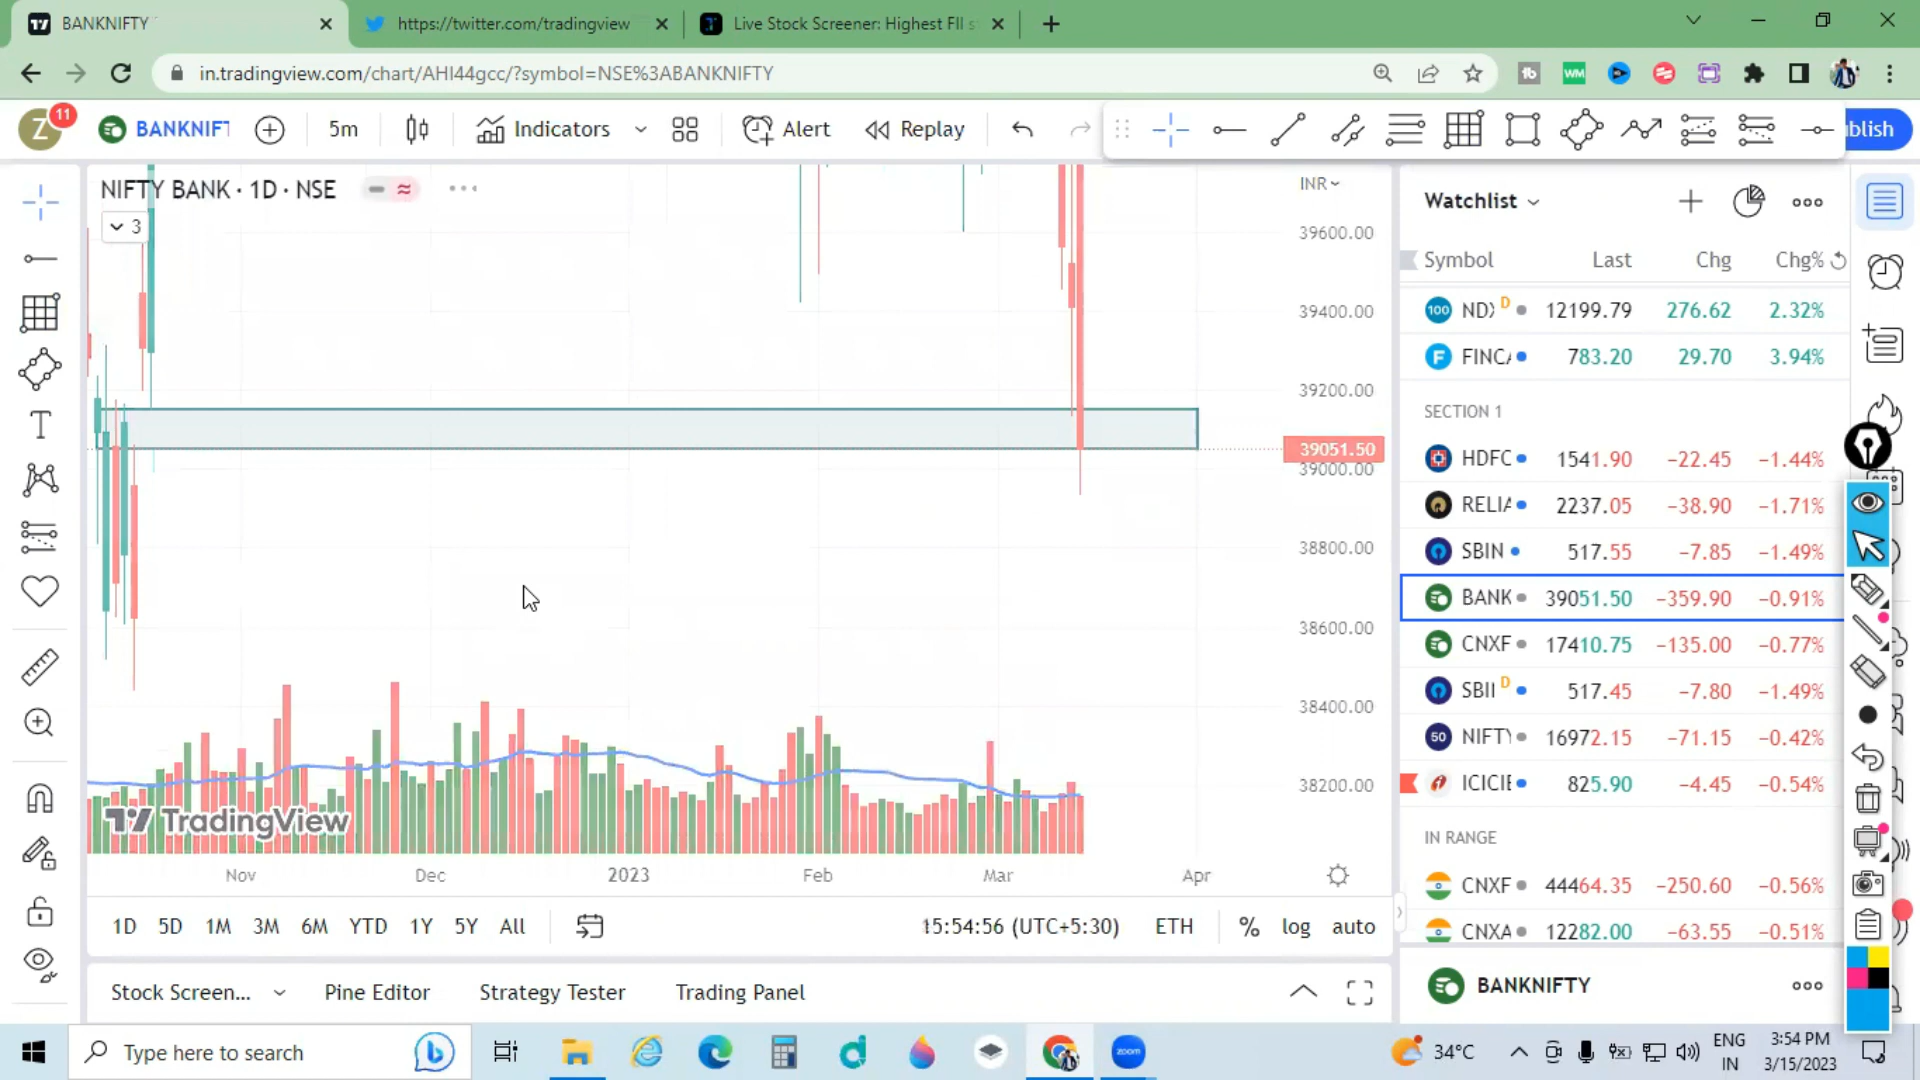 BANKNIFTY
https://twitter.com/tradingview
Live Stock Screener: Highest FII s
in.tradingview.com/chart/AHI44gcc/?symbol=NSE%3ABANKNIFTY
WM
Z 11 BANKNIFT 5m Indicators Alert Replay blish
NIFTY BANK · 1D · NSE
3
INR
39600.00
39400.00
39200.00
39051.50
39000.00
38800.00
38600.00
38400.00
38200.00
TradingView
Nov Dec 2023 Feb Mar Apr
1D 5D 1M 3M 6M YTD 1Y 5Y All 15:54:56 (UTC+5:30) ETH % log auto
Stock Screen... Pine Editor Strategy Tester Trading Panel
Watchlist
Symbol Last Chg Chg%
100 ND D 12199.79 276.62 2.32%
F FINCA 783.20 29.70 3.94%
SECTION 1
HDFC 1541.90 −22.45 −1.44%
RELIA 2237.05 −38.90 −1.71%
SBIN 517.55 −7.85 −1.49%
BANK 39051.50 −359.90 −0.91%
CNXF 17410.75 −135.00 −0.77%
SBII D 517.45 −7.80 −1.49%
50 NIFTY 16972.15 −71.15 −0.42%
ICICIE 825.90 −4.45 −0.54%
IN RANGE
CNXF 44464.35 −250.60 −0.56%
CNXA 12282.00 −63.55 −0.51%
BANKNIFTY
Type here to search
zoom
34°C
ENG
IN
3:54 PM
3/15/2023